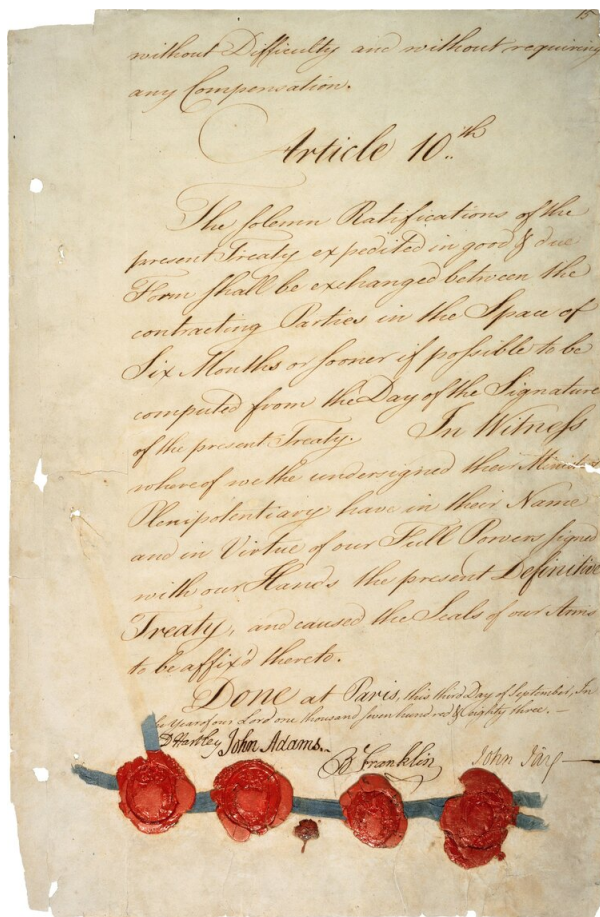 15
without Difficulty and without requiring
any Compensation.
Article 10.th
The solemn Ratifications of the
present Treaty expedited in good & due
Form shall be exchanged between the
contracting Parties in the Space of
Six Months or sooner if possible to be
computed from the Day of the Signature
of the present Treaty. In Witness
whereof we the undersigned their Ministers
Plenipotentiary have in their Name
and in Virtue of our Full Powers signed
with our Hands the present Definitive
Treaty, and caused the Seals of our Arms
to be affix'd thereto.
Done at Paris, this third Day of September, In
the Year of our Lord one thousand seven hundred & eighty three.—
D Hartley John Adams. B Franklin John Jay—